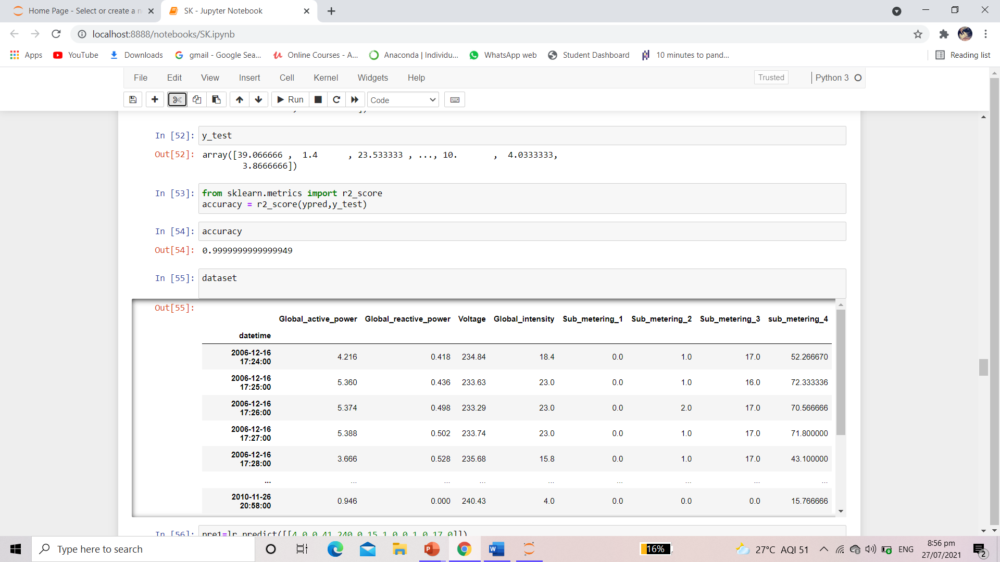 Home Page - Select or create a n
SK - Jupyter Notebook
localhost:8888/notebooks/SK.ipynb
Apps YouTube Downloads gmail - Google Sea... Online Courses - A... Anaconda | Individu... WhatsApp web Student Dashboard 10 minutes to pand... Reading list
File Edit View Insert Cell Kernel Widgets Help Trusted Python 3
Run Code
In [52]: y_test
Out[52]: array([39.066666 , 1.4 , 23.533333 , ..., 10. , 4.0333333,
3.8666666])
In [53]: from sklearn.metrics import r2_score
accuracy = r2_score(ypred,y_test)
In [54]: accuracy
Out[54]: 0.9999999999999949
In [55]: dataset
Out[55]:
Global_active_power Global_reactive_power Voltage Global_intensity Sub_metering_1 Sub_metering_2 Sub_metering_3 sub_metering_4
datetime
2006-12-16 17:24:00 4.216 0.418 234.84 18.4 0.0 1.0 17.0 52.266670
2006-12-16 17:25:00 5.360 0.436 233.63 23.0 0.0 1.0 16.0 72.333336
2006-12-16 17:26:00 5.374 0.498 233.29 23.0 0.0 2.0 17.0 70.566666
2006-12-16 17:27:00 5.388 0.502 233.74 23.0 0.0 1.0 17.0 71.800000
2006-12-16 17:28:00 3.666 0.528 235.68 15.8 0.0 1.0 17.0 43.100000
... ... ... ... ... ... ... ... ...
2010-11-26 20:58:00 0.946 0.000 240.43 4.0 0.0 0.0 0.0 15.766666
In [56]: pre1=lr.predict([[4.0,0.41,240.0,15.1,0.0,1.0,17.0]])
Type here to search
16%
27°C AQI 51
ENG
8:56 pm
27/07/2021
2